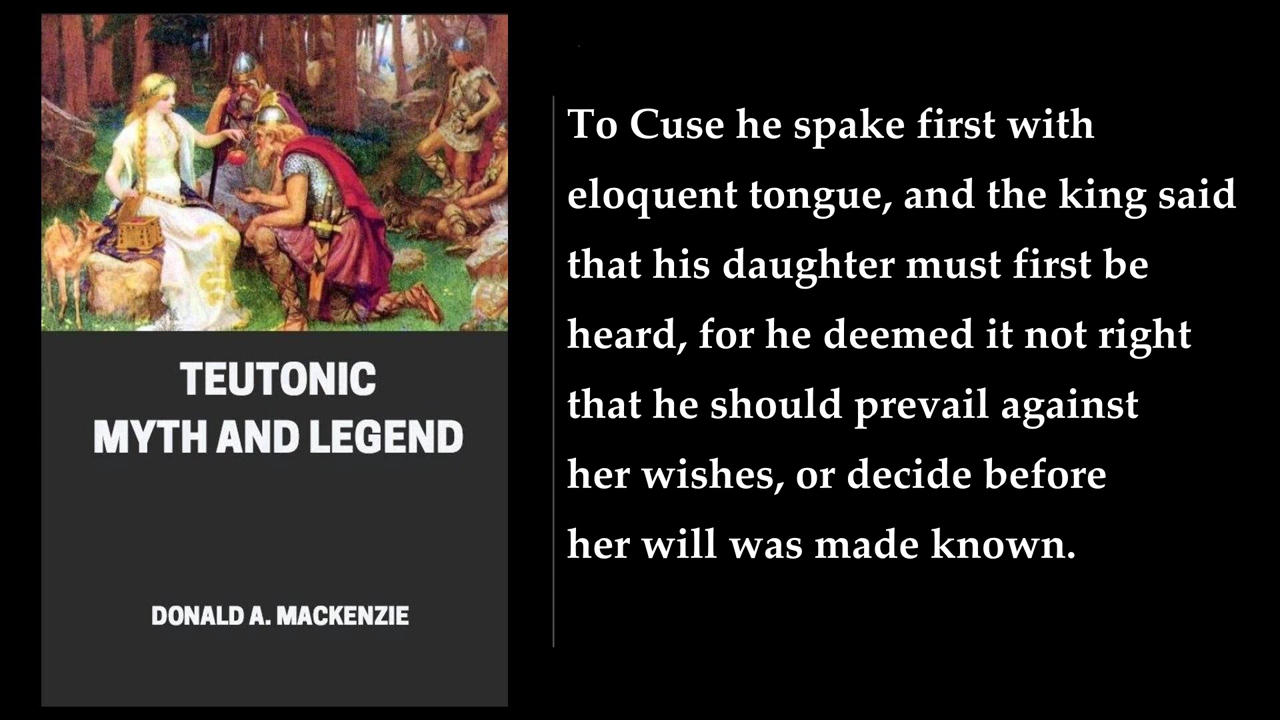 TEUTONIC
MYTH AND LEGEND
DONALD A. MACKENZIE
To Cuse he spake first with
eloquent tongue, and the king said
that his daughter must first be
heard, for he deemed it not right
that he should prevail against
her wishes, or decide before
her will was made known.